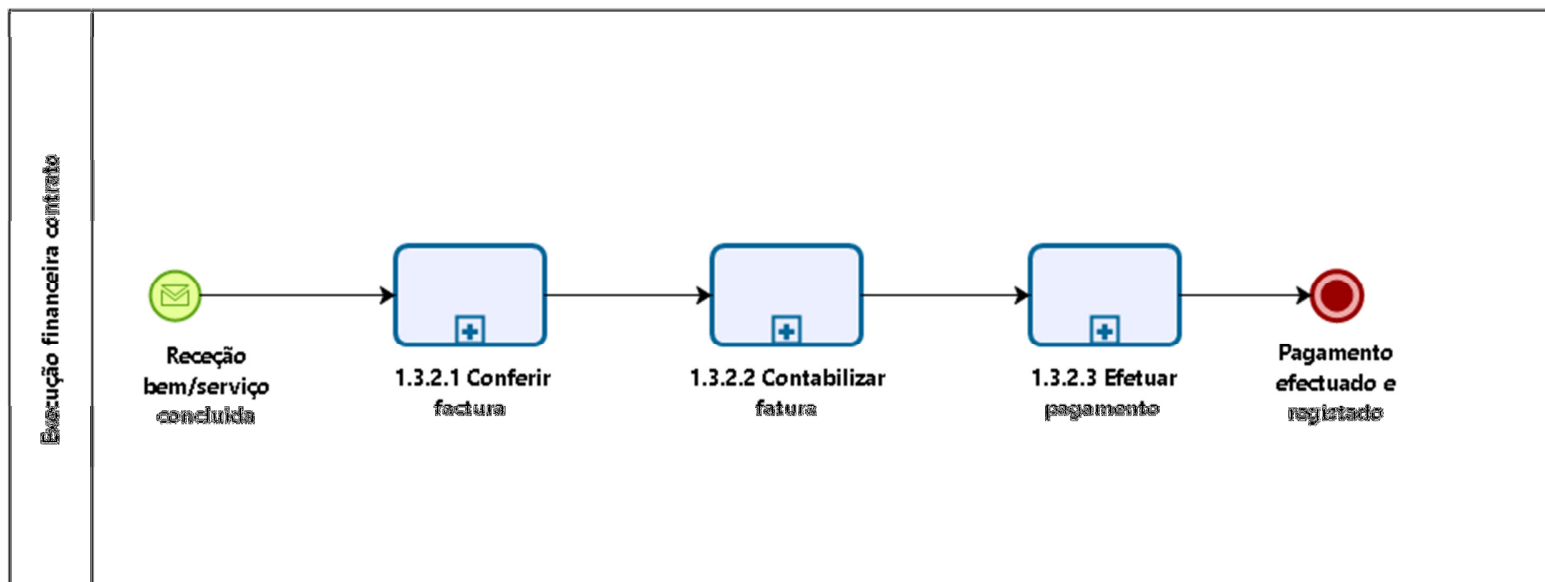 Execução financeira contrato
Receção
bem/serviço
concluída
1.3.2.1 Conferir
factura
1.3.2.2 Contabilizar
fatura
1.3.2.3 Efetuar
pagamento
Pagamento
efectuado e
registado